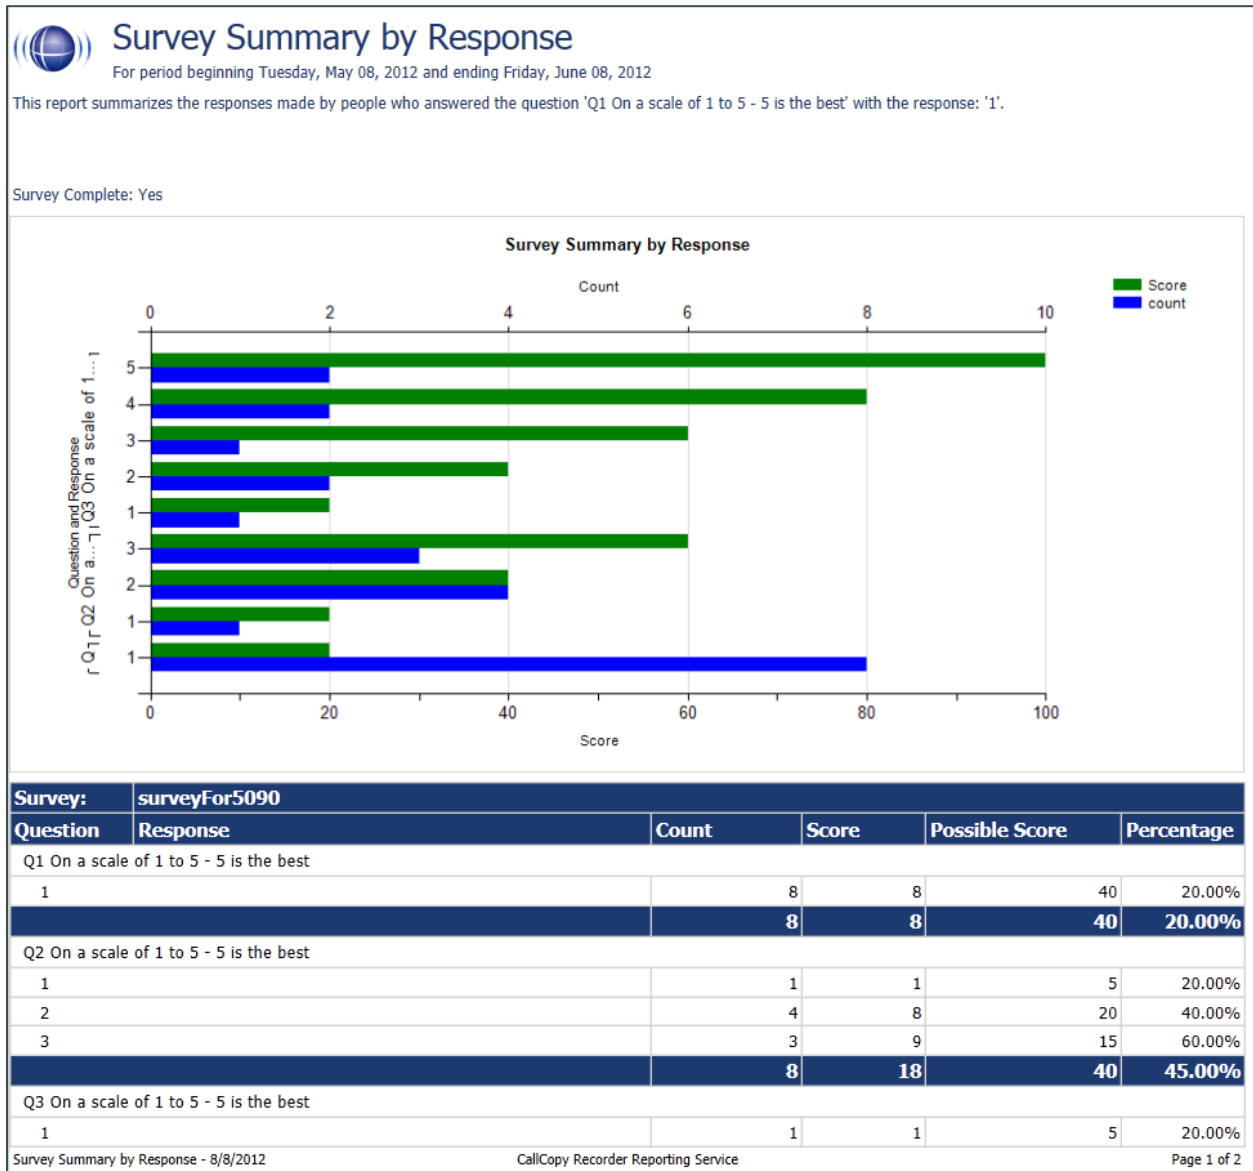 Survey Summary by Response
For period beginning Tuesday, May 08, 2012 and ending Friday, June 08, 2012
This report summarizes the responses made by people who answered the question 'Q1 On a scale of 1 to 5 - 5 is the best' with the response: '1'.
Survey Complete: Yes
Survey Summary by Response
Count
Score
count
0 2 4 6 8 10
Question and Response
Q3 On a scale of 1...
Q2 On a...
Q...
5
4
3
2
1
3
2
1
1
0 20 40 60 80 100
Score
Survey: surveyFor5090
Question Response Count Score Possible Score Percentage
Q1 On a scale of 1 to 5 - 5 is the best
1 8 8 40 20.00%
8 8 40 20.00%
Q2 On a scale of 1 to 5 - 5 is the best
1 1 1 5 20.00%
2 4 8 20 40.00%
3 3 9 15 60.00%
8 18 40 45.00%
Q3 On a scale of 1 to 5 - 5 is the best
1 1 1 5 20.00%
Survey Summary by Response - 8/8/2012 CallCopy Recorder Reporting Service Page 1 of 2